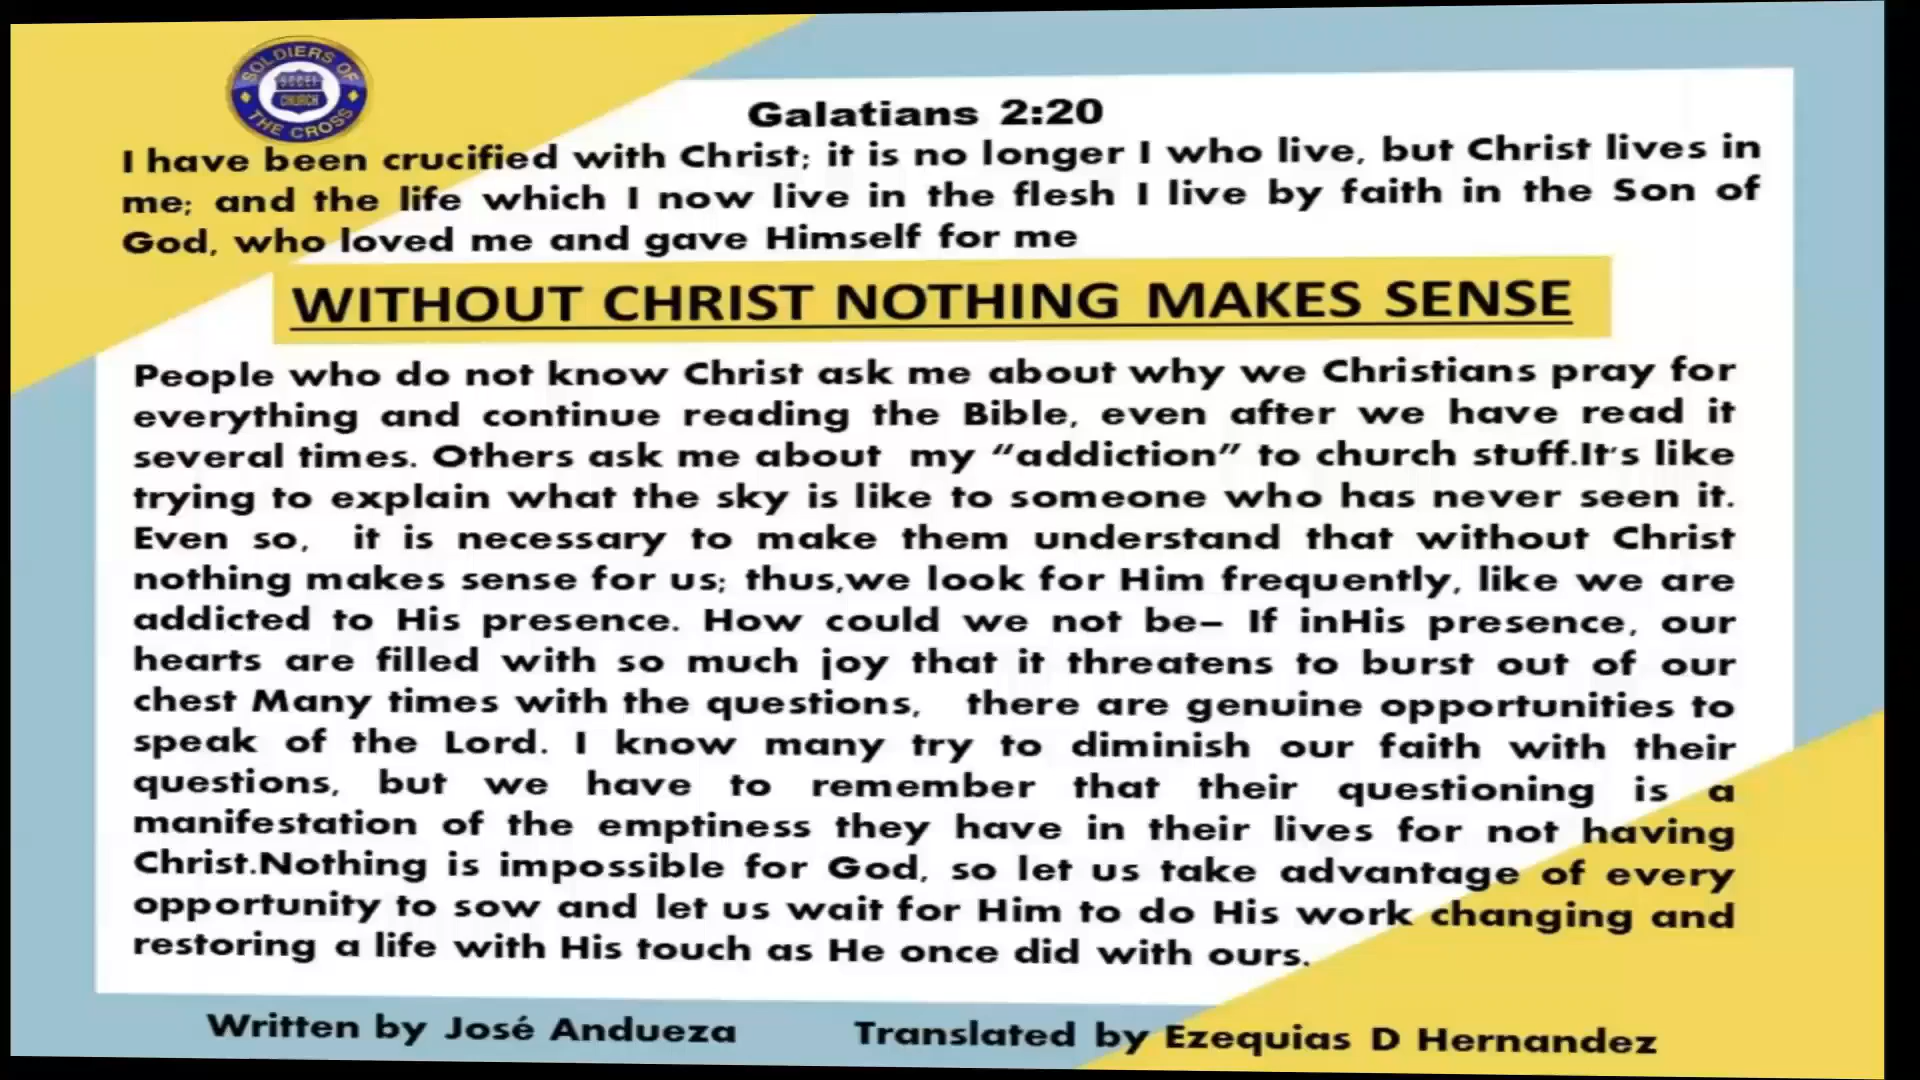 SOLDIERS OF
CHURCH
THE CROSS
Galatians 2:20
I have been crucified with Christ; it is no longer I who live, but Christ lives in
me; and the life which I now live in the flesh I live by faith in the Son of
God, who loved me and gave Himself for me
WITHOUT CHRIST NOTHING MAKES SENSE
People who do not know Christ ask me about why we Christians pray for
everything and continue reading the Bible, even after we have read it
several times. Others ask me about my “addiction” to church stuff.It's like
trying to explain what the sky is like to someone who has never seen it.
Even so, it is necessary to make them understand that without Christ
nothing makes sense for us; thus,we look for Him frequently, like we are
addicted to His presence. How could we not be– If inHis presence, our
hearts are filled with so much joy that it threatens to burst out of our
chest Many times with the questions, there are genuine opportunities to
speak of the Lord. I know many try to diminish our faith with their
questions, but we have to remember that their questioning is a
manifestation of the emptiness they have in their lives for not having
Christ.Nothing is impossible for God, so let us take advantage of every
opportunity to sow and let us wait for Him to do His work changing and
restoring a life with His touch as He once did with ours.
Written by José Andueza Translated by Ezequias D Hernandez